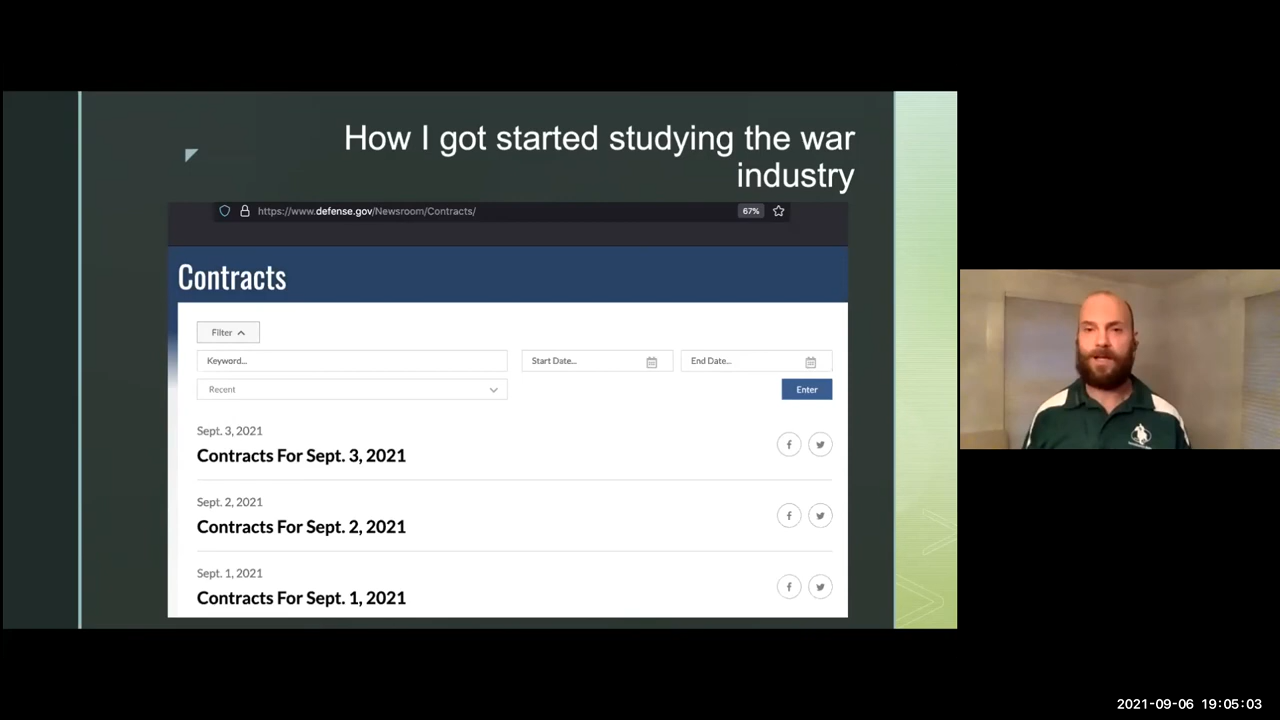 How I got started studying the war
industry
https://www.defense.gov/Newsroom/Contracts/
67%
Contracts
Filter
Keyword...
Start Date...
End Date...
Recent
Enter
Sept. 3, 2021
Contracts For Sept. 3, 2021
Sept. 2, 2021
Contracts For Sept. 2, 2021
Sept. 1, 2021
Contracts For Sept. 1, 2021
2021-09-06 19:05:03